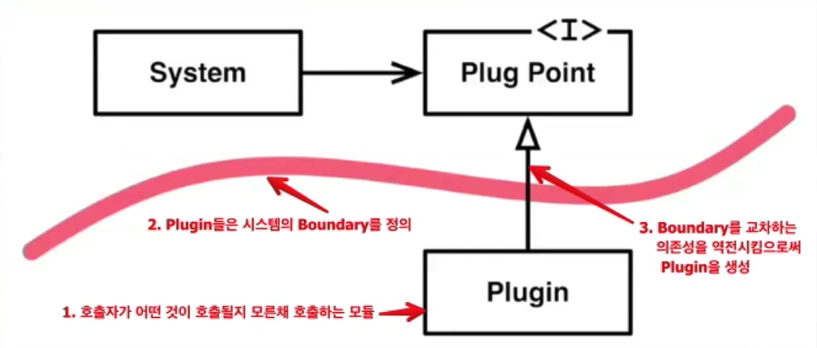 <I>
System
Plug Point
2. Plugin들은 시스템의 Boundary를 정의
3. Boundary를 교차하는
의존성을 역전시킴으로써
Plugin을 생성
Plugin
1. 호출자가 어떤 것이 호출될지 모른채 호출하는 모듈